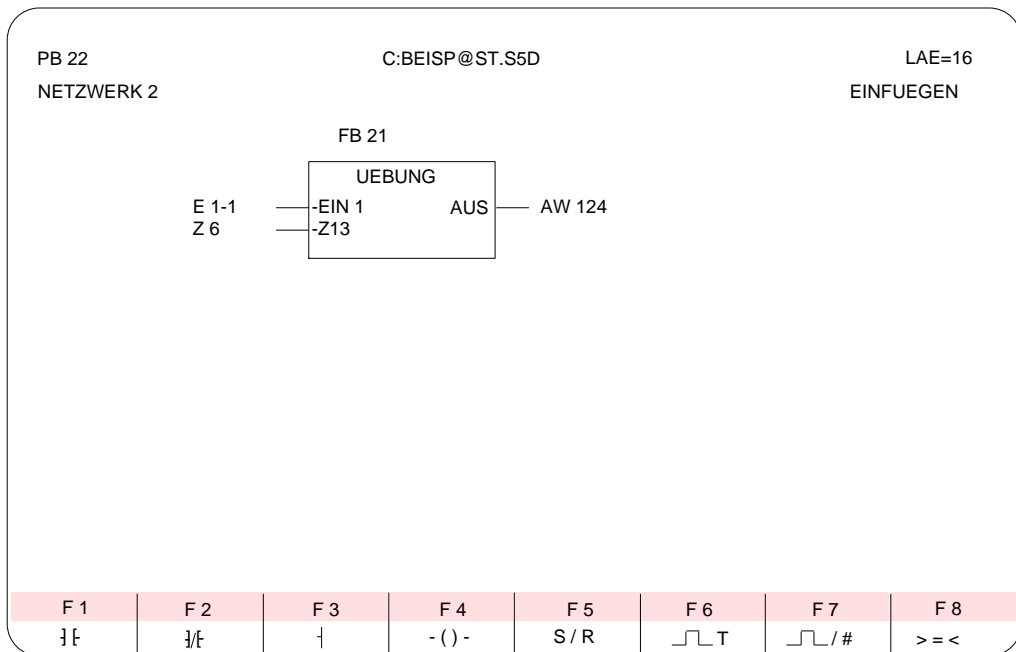 PB 22 C:BEISP@ST.S5D LAE=16
NETZWERK 2 EINFUEGEN
FB 21
UEBUNG
E 1-1 -EIN 1 AUS AW 124
Z 6 -Z13
F 1 F 2 F 3 F 4 F 5 F 6 F 7 F 8
- ( ) - S / R T / # > = <